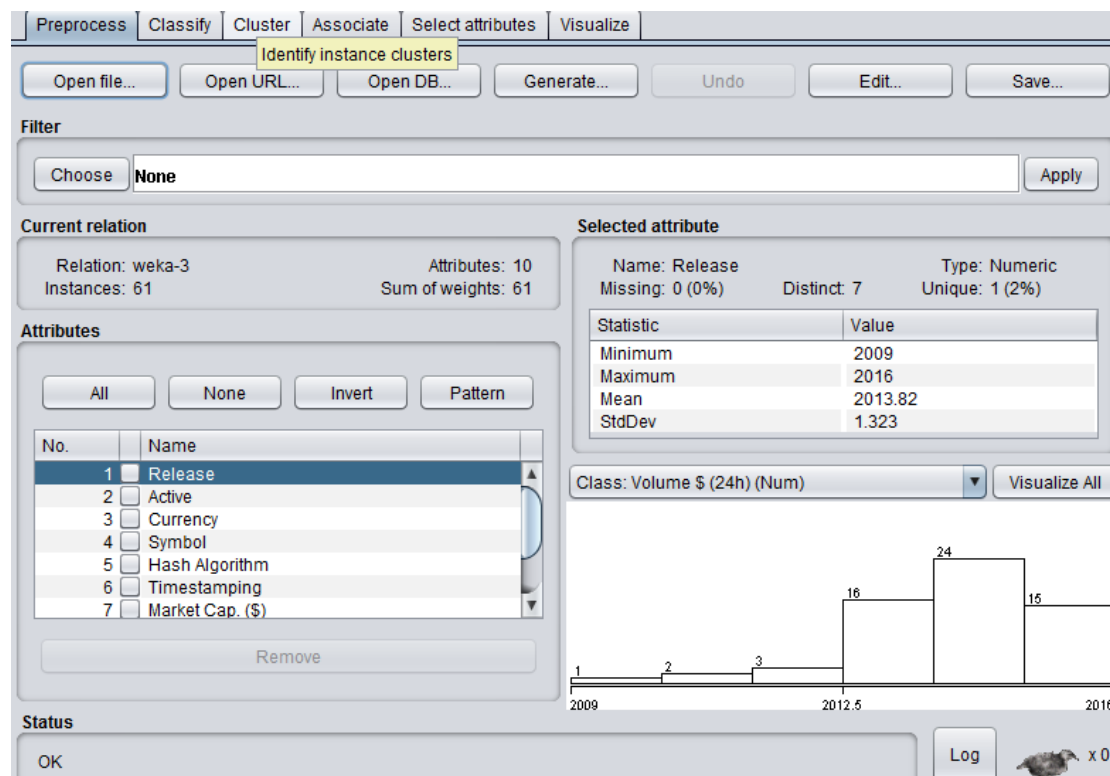 Preprocess Classify Cluster Associate Select attributes Visualize
Identify instance clusters
Open file... Open URL... Open DB... Generate... Undo Edit... Save...
Filter
Choose None Apply
Current relation
Relation: weka-3 Attributes: 10
Instances: 61 Sum of weights: 61
Attributes
All None Invert Pattern
No. Name
1 Release
2 Active
3 Currency
4 Symbol
5 Hash Algorithm
6 Timestamping
7 Market Cap. ($)
Remove
Selected attribute
Name: Release Type: Numeric
Missing: 0 (0%) Distinct: 7 Unique: 1 (2%)
Statistic Value
Minimum 2009
Maximum 2016
Mean 2013.82
StdDev 1.323
Class: Volume $ (24h) (Num) Visualize All
1 2 3 16 24 15
2009 2012.5 2016
Status
OK Log x 0